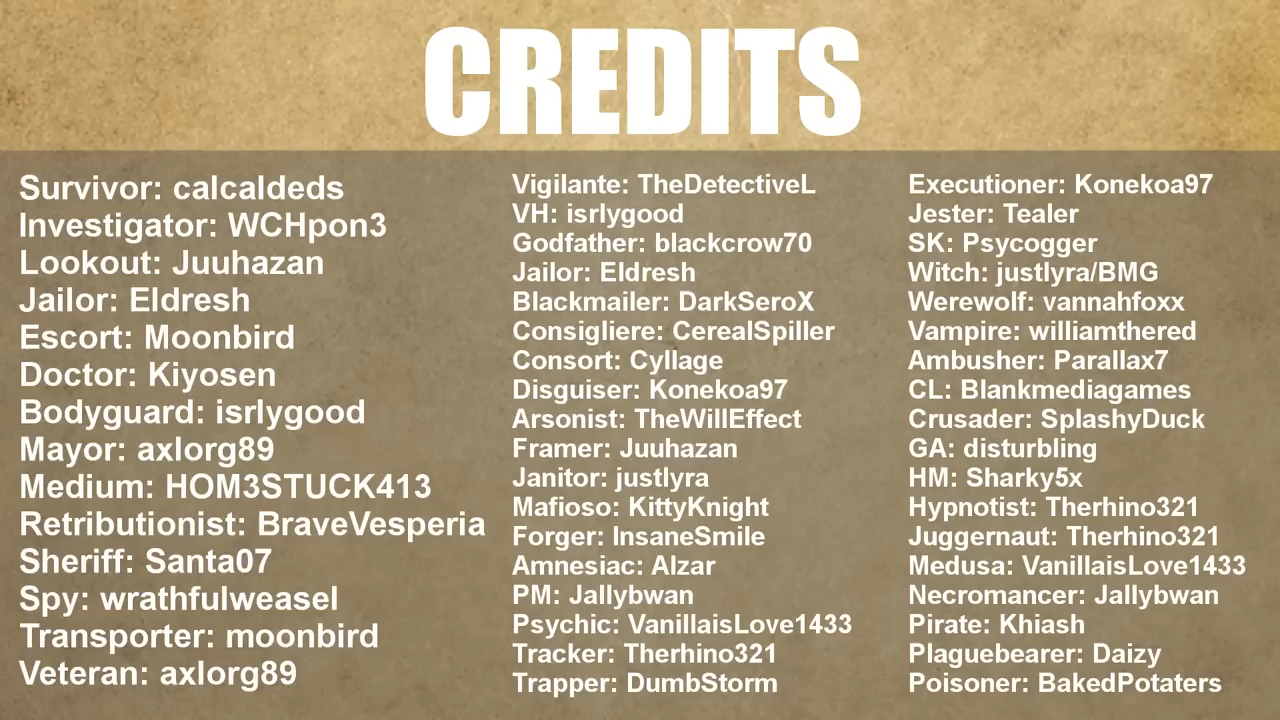 CREDITS
Survivor: calcaldeds
Investigator: WCHpon3
Lookout: Juuhazan
Jailor: Eldresh
Escort: Moonbird
Doctor: Kiyosen
Bodyguard: isrlygood
Mayor: axlorg89
Medium: HOM3STUCK413
Retributionist: BraveVesperia
Sheriff: Santa07
Spy: wrathfulweasel
Transporter: moonbird
Veteran: axlorg89
Vigilante: TheDetectiveL
VH: isrlygood
Godfather: blackcrow70
Jailor: Eldresh
Blackmailer: DarkSeroX
Consigliere: CerealSpiller
Consort: Cyllage
Disguiser: Konekoa97
Arsonist: TheWillEffect
Framer: Juuhazan
Janitor: justlyra
Mafioso: KittyKnight
Forger: InsaneSmile
Amnesiac: Alzar
PM: Jallybwan
Psychic: VanillaisLove1433
Tracker: Therhino321
Trapper: DumbStorm
Executioner: Konekoa97
Jester: Tealer
SK: Psycogger
Witch: justlyra/BMG
Werewolf: vannahfoxx
Vampire: williamthered
Ambusher: Parallax7
CL: Blankmediagames
Crusader: SplashyDuck
GA: disturbling
HM: Sharky5x
Hypnotist: Therhino321
Juggernaut: Therhino321
Medusa: VanillaisLove1433
Necromancer: Jallybwan
Pirate: Khiash
Plaguebearer: Daizy
Poisoner: BakedPotaters